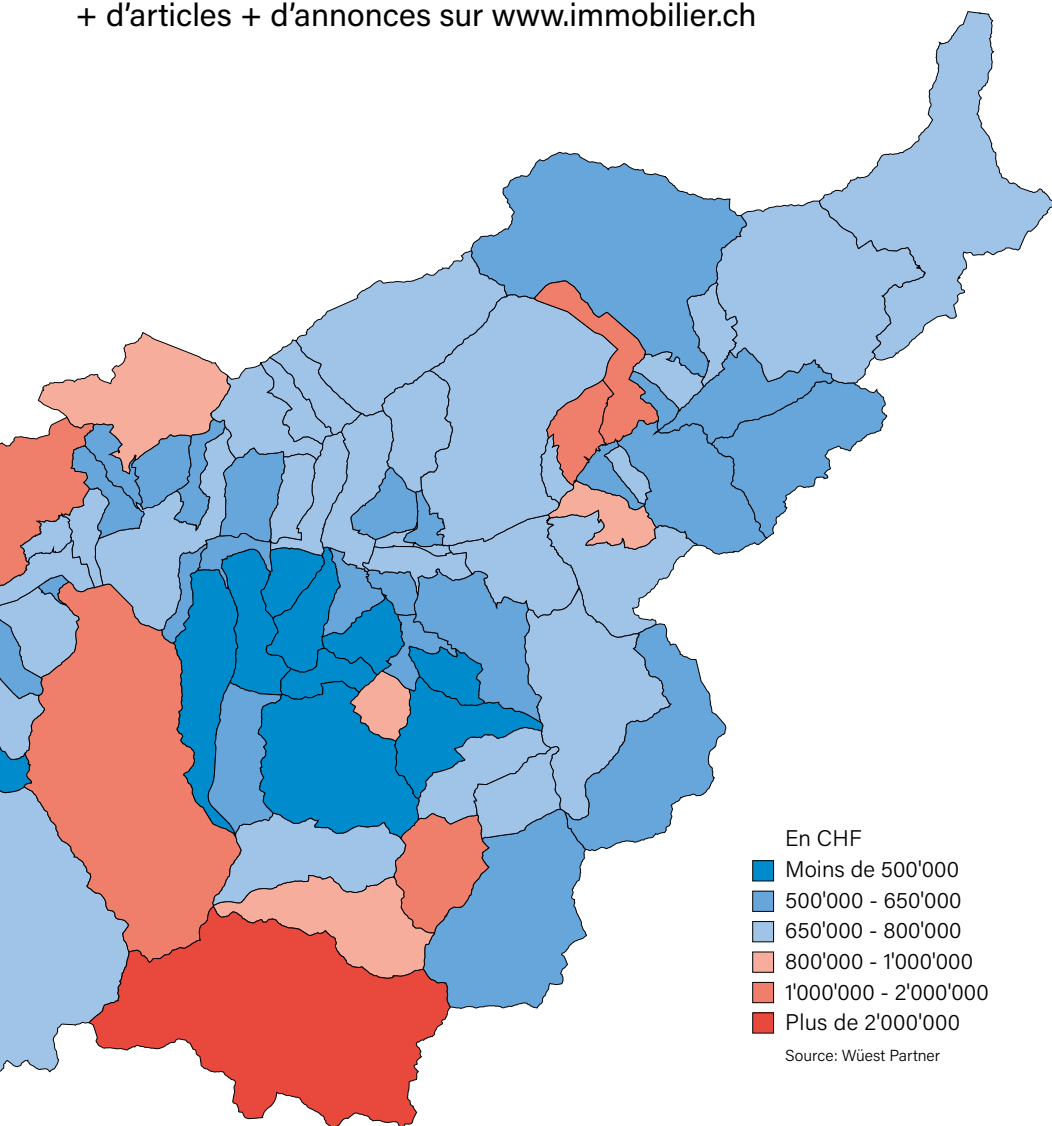 + d’articles + d’annonces sur www.immobilier.ch
En CHF
Moins de 500'000
500'000 - 650'000
650'000 - 800'000
800'000 - 1'000'000
1'000'000 - 2'000'000
Plus de 2'000'000
Source: Wüest Partner